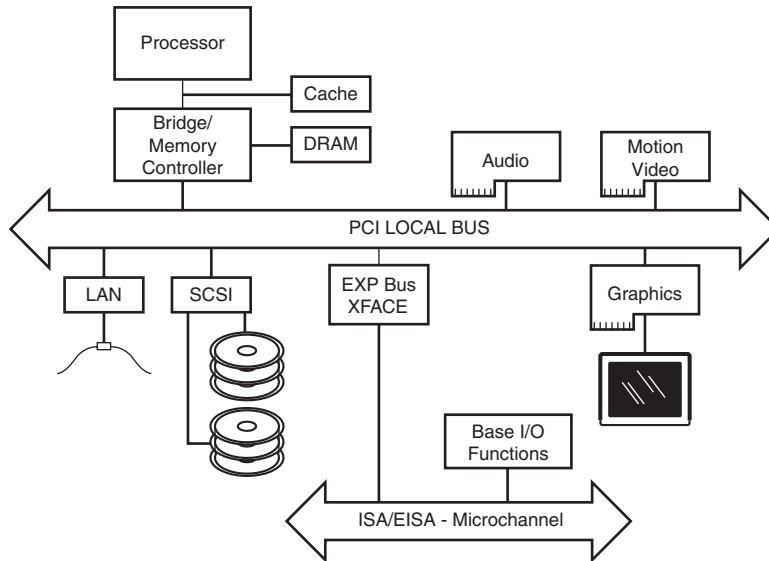 Processor
Cache
Bridge/
Memory
Controller
DRAM
Audio
Motion
Video
PCI LOCAL BUS
LAN
SCSI
EXP Bus
XFACE
Graphics
Base I/O
Functions
ISA/EISA - Microchannel